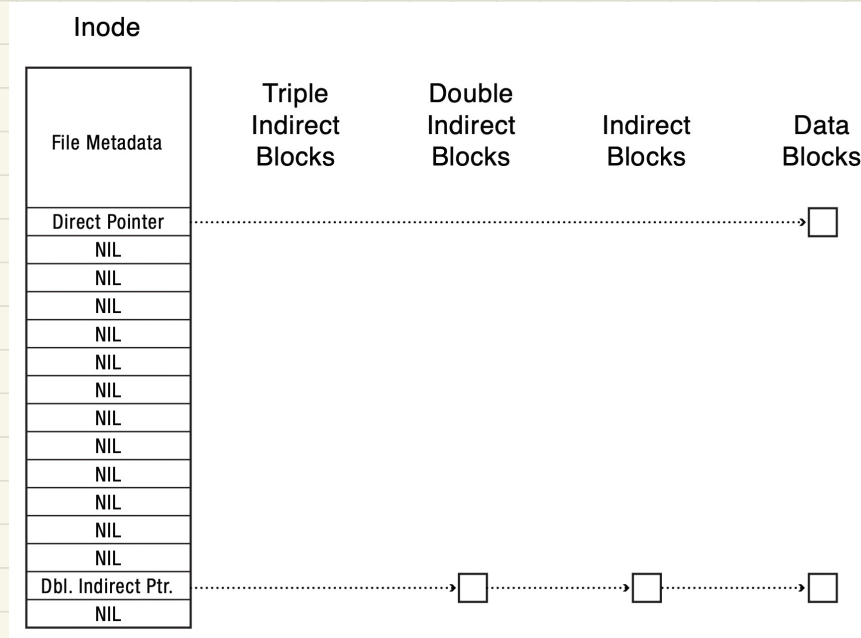 Inode
Triple
Indirect
Blocks
Double
Indirect
Blocks
Indirect
Blocks
Data
Blocks
File Metadata
Direct Pointer
NIL
NIL
NIL
NIL
NIL
NIL
NIL
NIL
NIL
NIL
NIL
NIL
Dbl. Indirect Ptr.
NIL